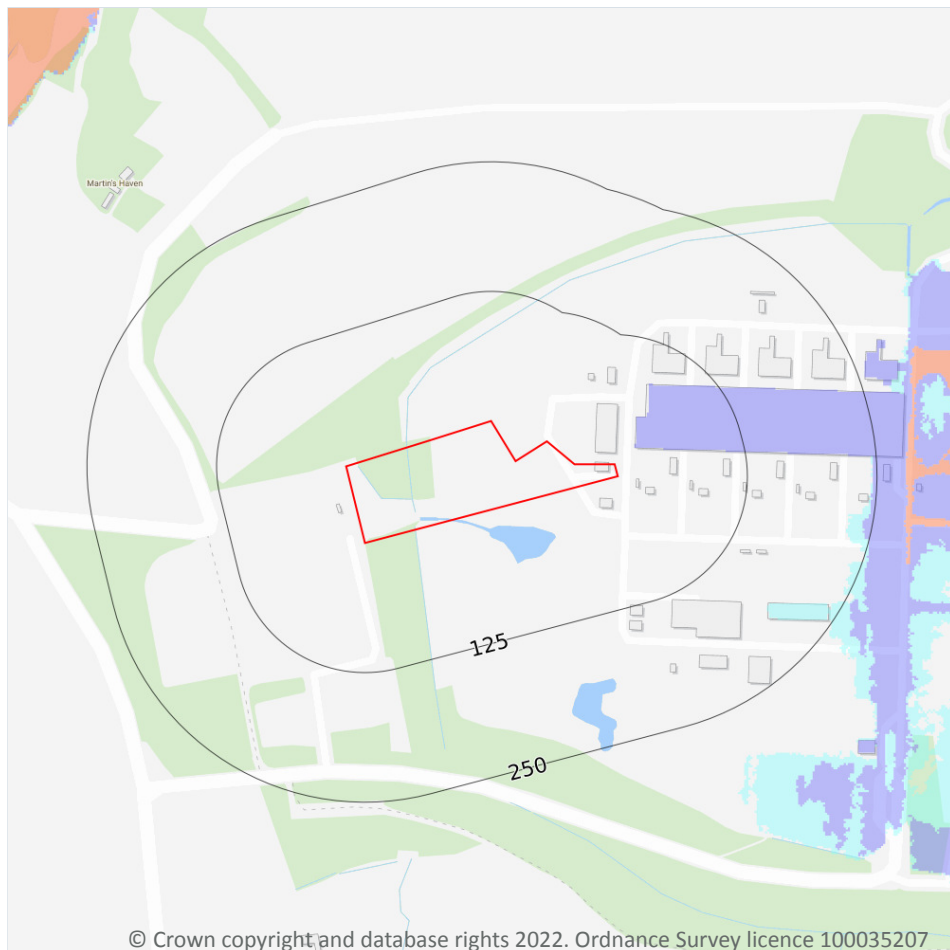 Martin's Haven
125
250
© Crown copyright and database rights 2022. Ordnance Survey licence 100035207